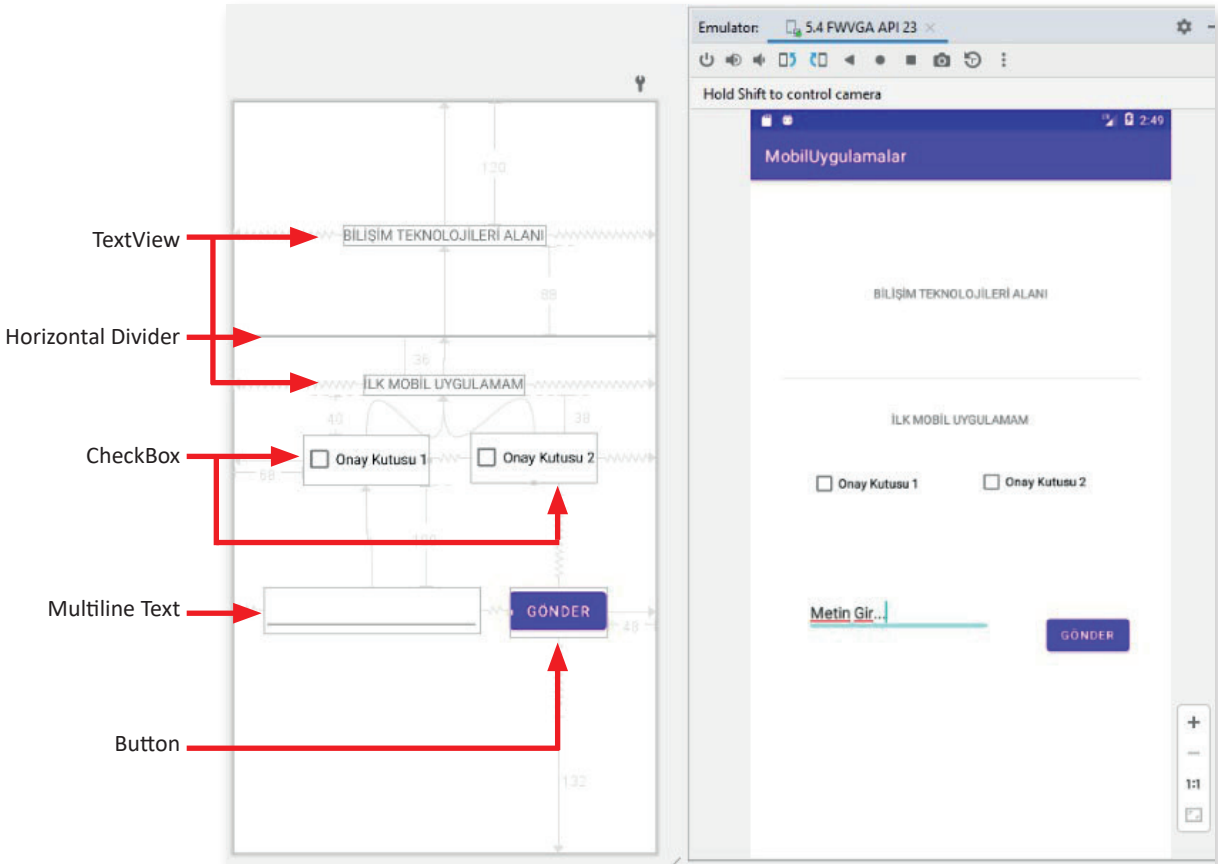 Emulator: 5.4 FWVGA API 23
Hold Shift to control camera
2:49
MobilUygulamalar
120
TextView
BİLİŞİM TEKNOLOJİLERİ ALANI
88
BİLİŞİM TEKNOLOJİLERİ ALANI
Horizontal Divider
36
İLK MOBİL UYGULAMAM
40
38
İLK MOBİL UYGULAMAM
CheckBox
Onay Kutusu 1
Onay Kutusu 2
68
Onay Kutusu 1
Onay Kutusu 2
Multiline Text
GÖNDER
48
Metin Gir...
GÖNDER
Button
132
1:1